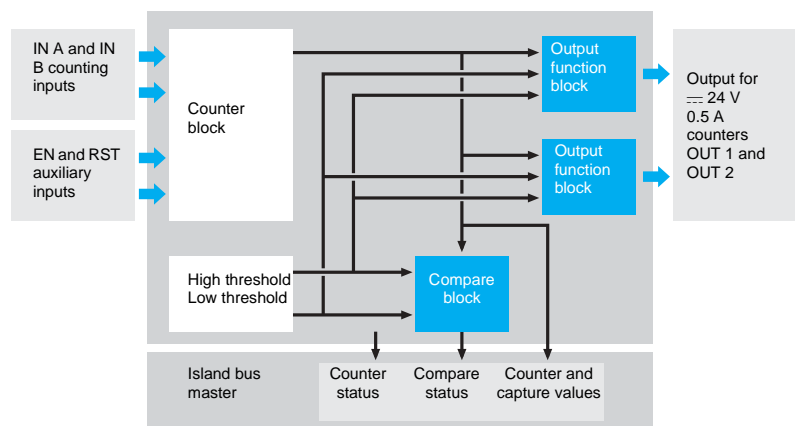 IN A and IN
B counting
inputs
EN and RST
auxiliary
inputs
Counter
block
High threshold
Low threshold
Output
function
block
Output
function
block
Compare
block
Output for
⎓ 24 V
0.5 A
counters
OUT 1 and
OUT 2
Island bus
master
Counter
status
Compare
status
Counter and
capture values